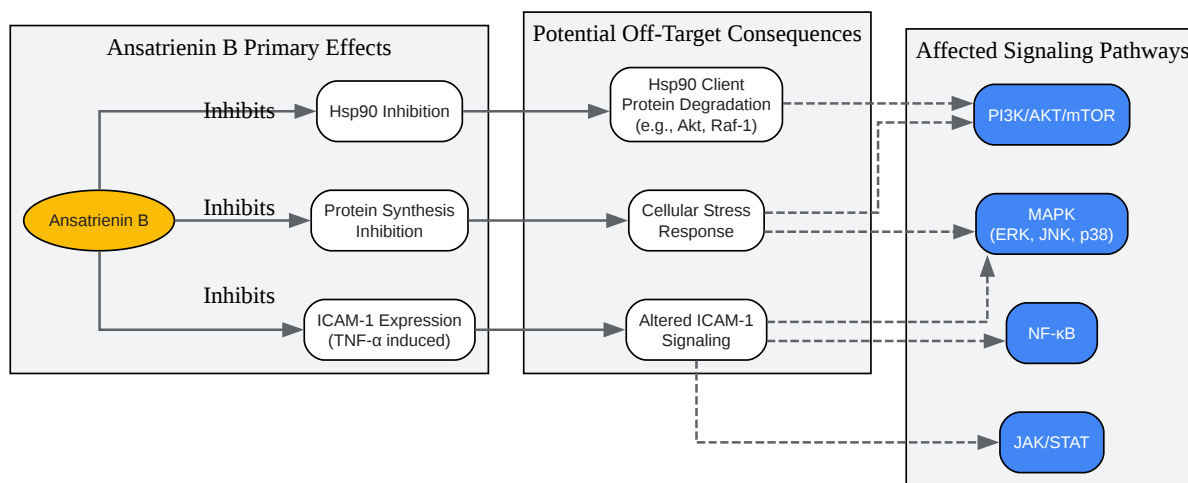 Ansatrienin B Primary Effects
Potential Off-Target Consequences
Affected Signaling Pathways
Inhibits
Hsp90 Inhibition
Hsp90 Client
Protein Degradation
(e.g., Akt, Raf-1)
PI3K/AKT/mTOR
Ansatrienin B
Inhibits
Protein Synthesis
Inhibition
Cellular Stress
Response
MAPK
(ERK, JNK, p38)
Inhibits
ICAM-1 Expression
(TNF-α induced)
Altered ICAM-1
Signaling
NF-κB
JAK/STAT